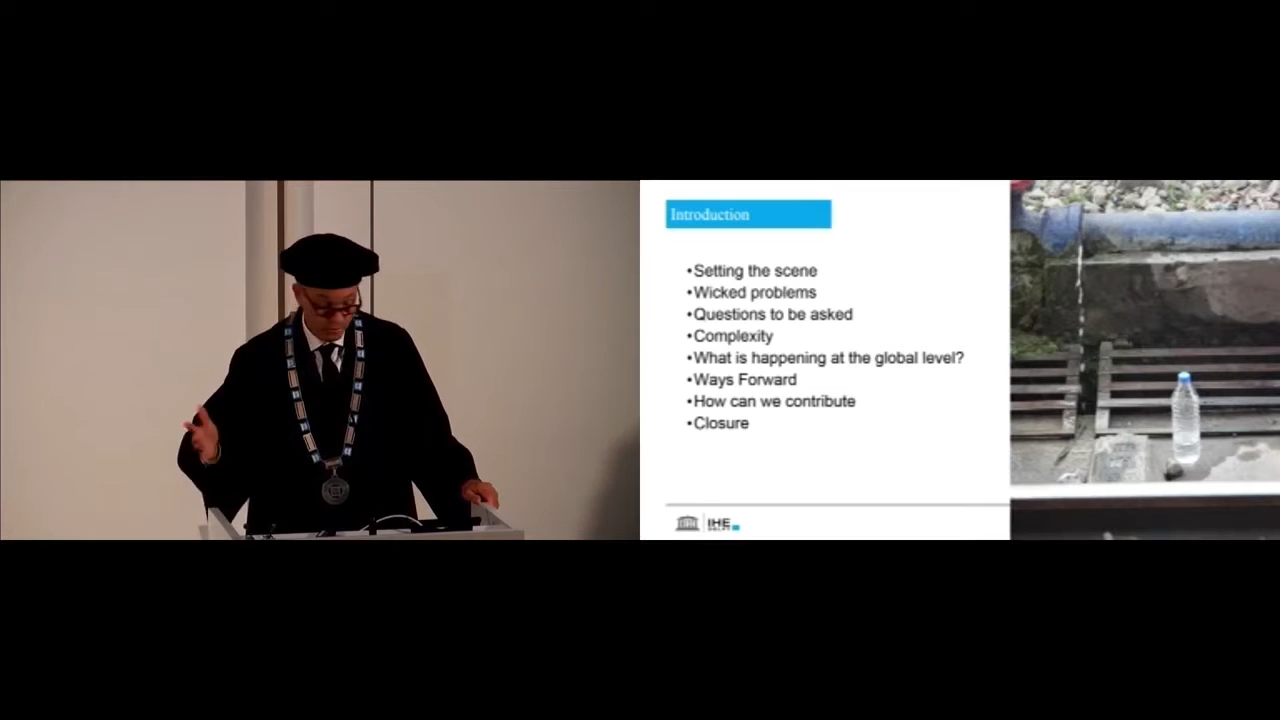 Introduction
•Setting the scene
•Wicked problems
•Questions to be asked
•Complexity
•What is happening at the global level?
•Ways Forward
•How can we contribute
•Closure
IHE
DELFT